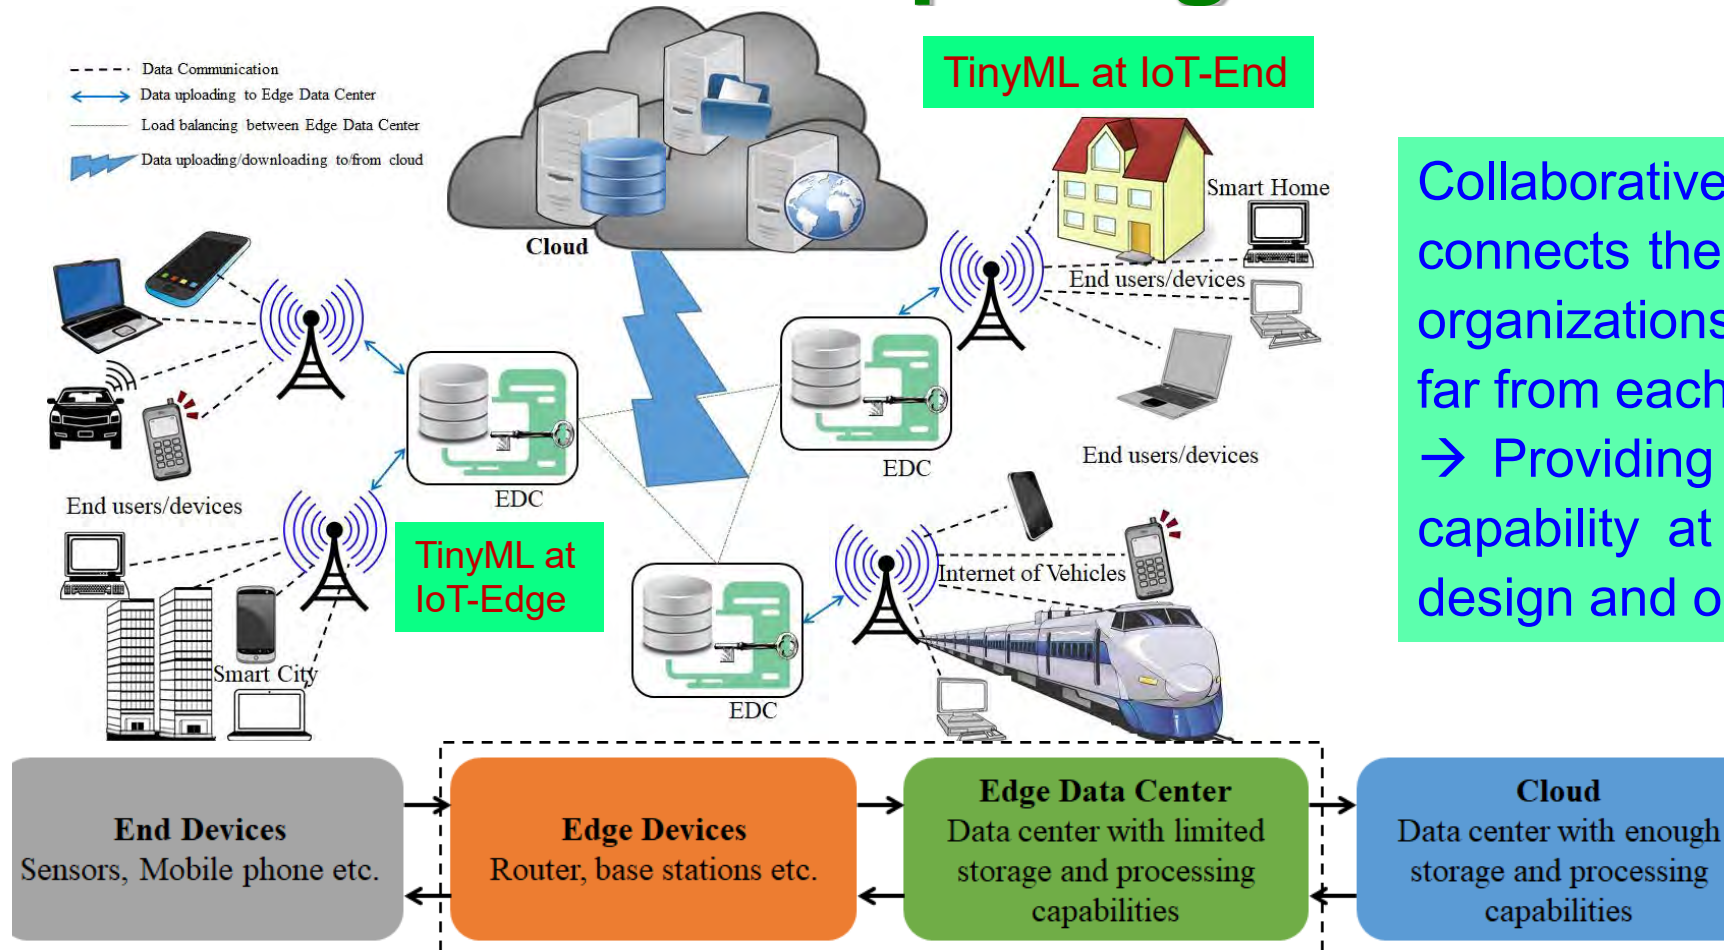 TinyML at IoT-End
Data Communication
Data uploading to Edge Data Center
Load balancing between Edge Data Center
Data uploading/downloading to/from cloud
Cloud
Smart Home
End users/devices
End users/devices
EDC
EDC
End users/devices
TinyML at
IoT-Edge
Internet of Vehicles
Smart City
EDC
Collaborative
connects the
organizations
far from each
→ Providing
capability at
design and o
End Devices
Sensors, Mobile phone etc.
Edge Devices
Router, base stations etc.
Edge Data Center
Data center with limited
storage and processing
capabilities
Cloud
Data center with enough
storage and processing
capabilities